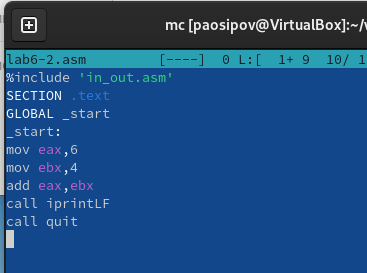 mc [paosipov@VirtualBox]:~/
lab6-2.asm [----] 0 L:[ 1+ 9 10/ 1
%include 'in_out.asm'
SECTION .text
GLOBAL _start
_start:
mov eax,6
mov ebx,4
add eax,ebx
call iprintLF
call quit